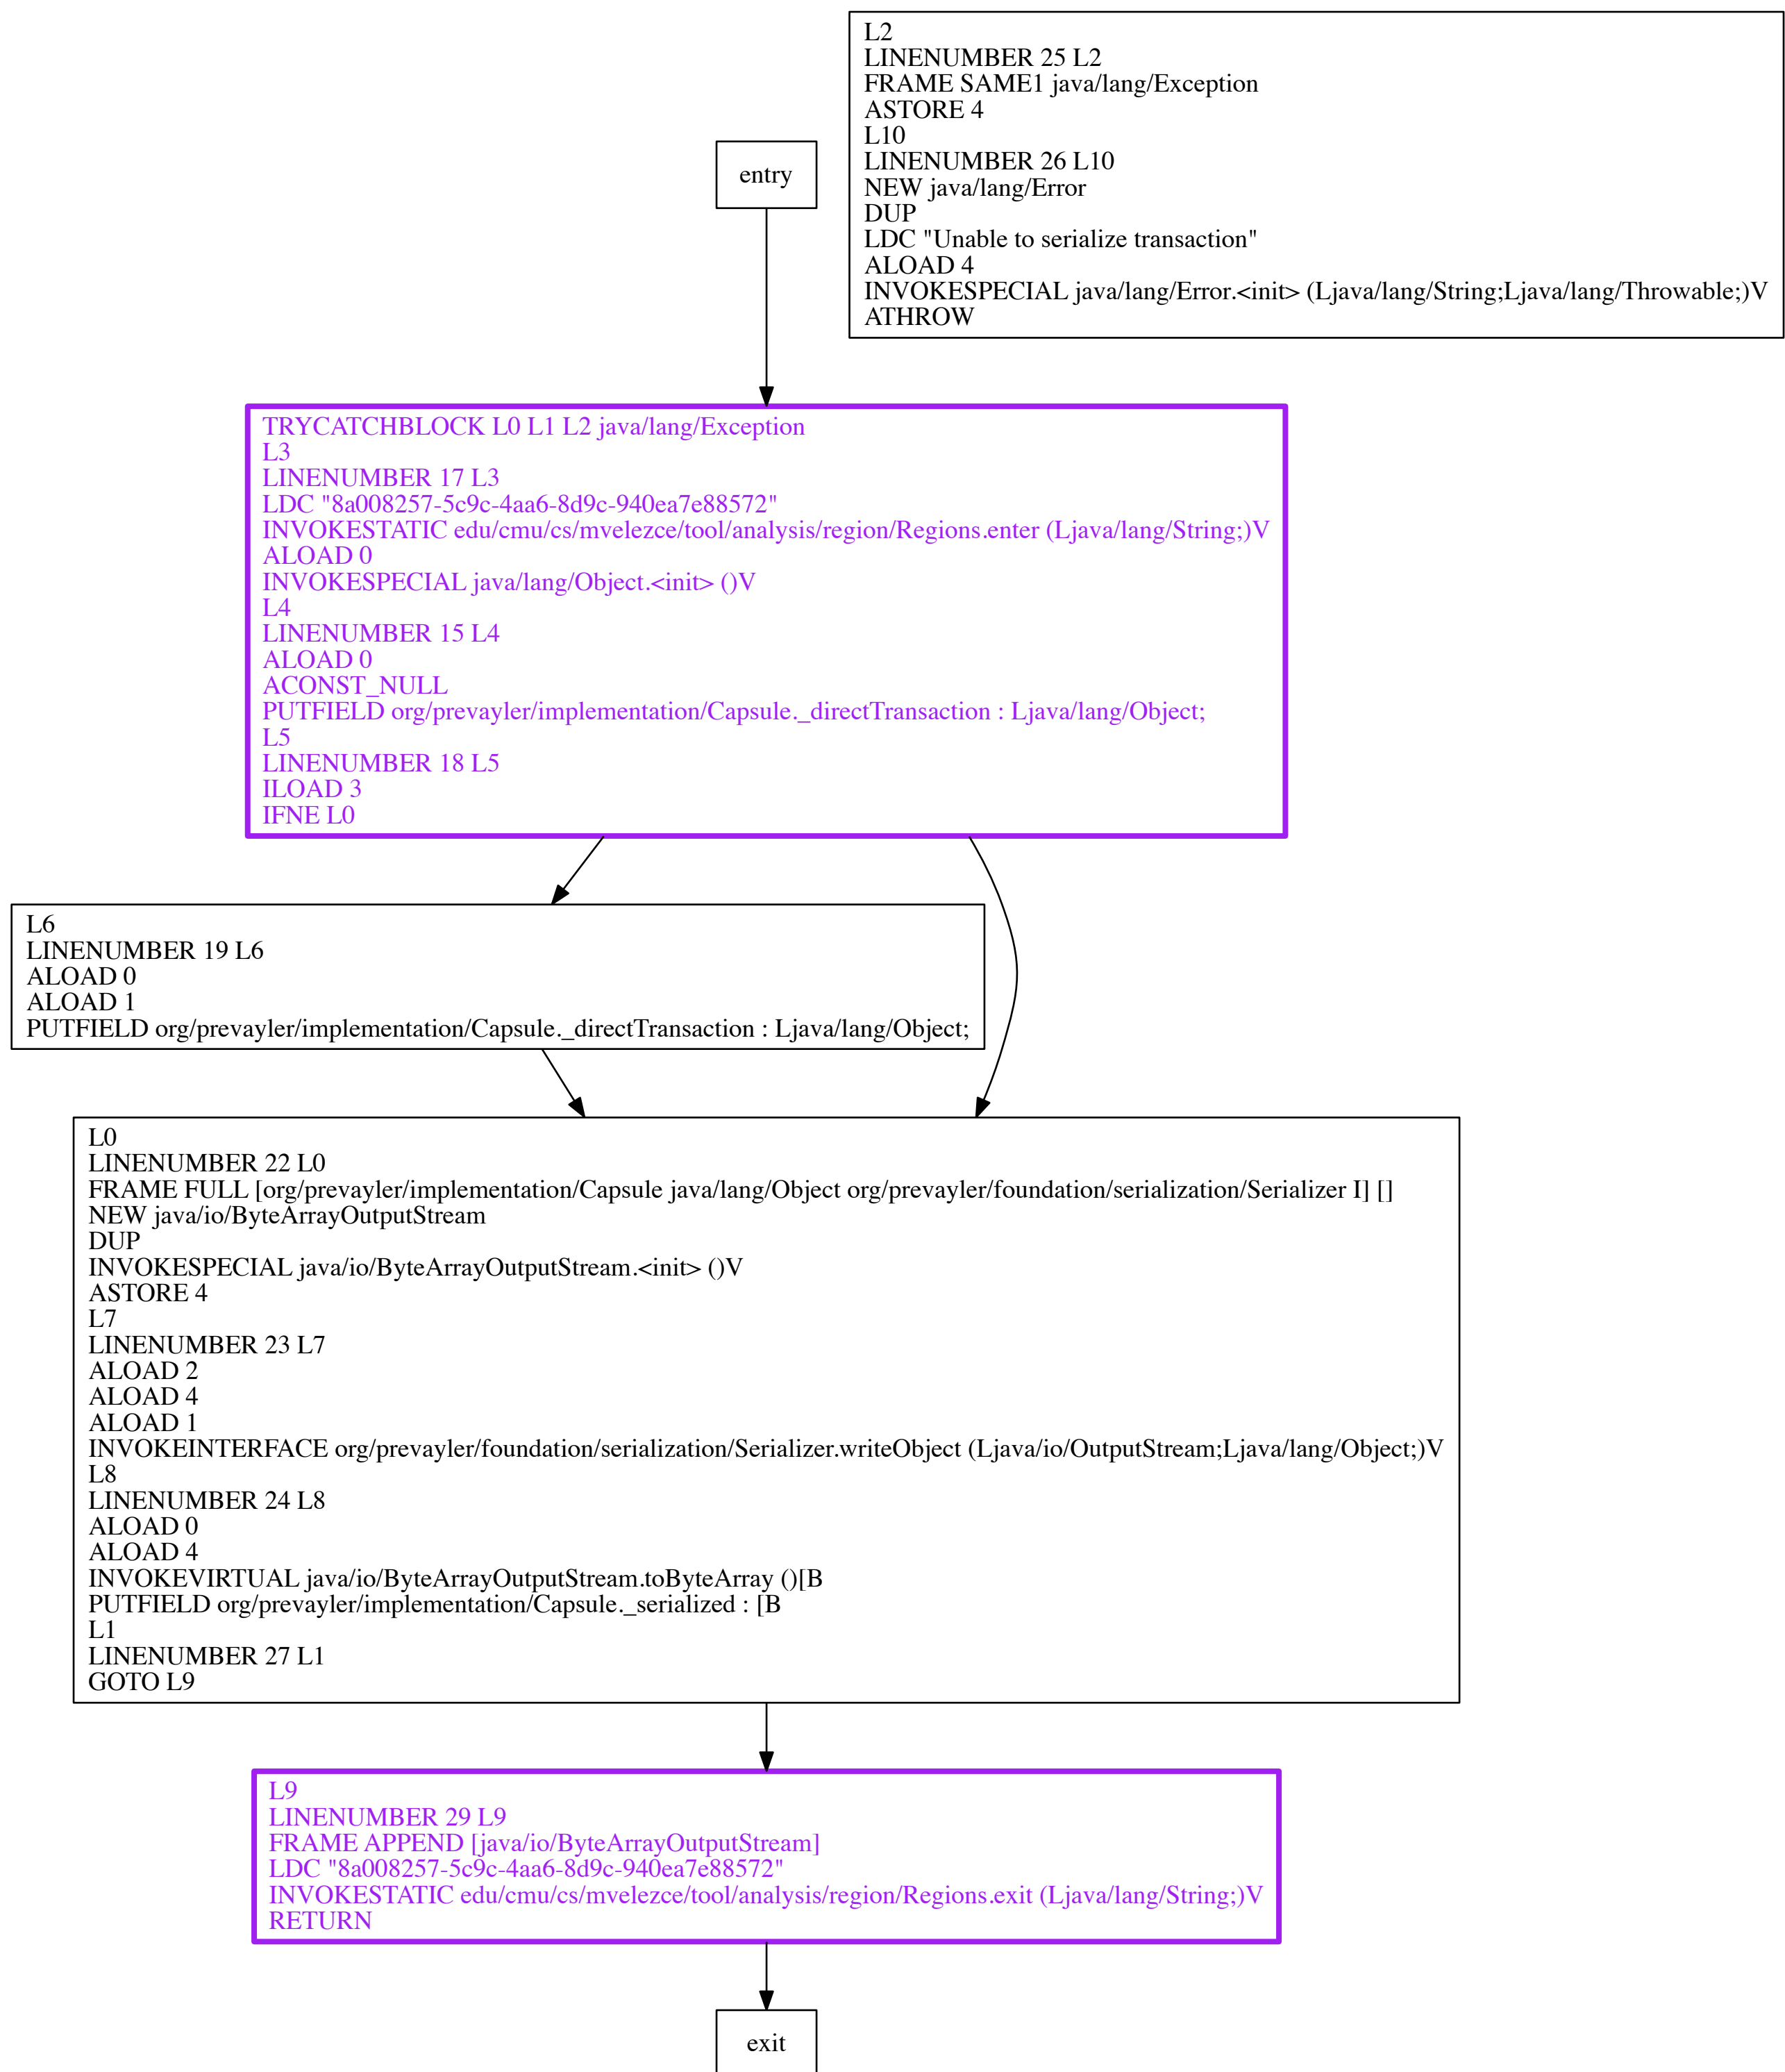 L2
LINENUMBER 25 L2
FRAME SAME1 java/lang/Exception
ASTORE 4
L10
LINENUMBER 26 L10
NEW java/lang/Error
DUP
LDC "Unable to serialize transaction"
ALOAD 4
INVOKESPECIAL java/lang/Error.<init> (Ljava/lang/String;Ljava/lang/Throwable;)V
ATHROW
entry
TRYCATCHBLOCK L0 L1 L2 java/lang/Exception
L3
LINENUMBER 17 L3
LDC "8a008257-5c9c-4aa6-8d9c-940ea7e88572"
INVOKESTATIC edu/cmu/cs/mvelezce/tool/analysis/region/Regions.enter (Ljava/lang/String;)V
ALOAD 0
INVOKESPECIAL java/lang/Object.<init> ()V
L4
LINENUMBER 15 L4
ALOAD 0
ACONST_NULL
PUTFIELD org/prevayler/implementation/Capsule._directTransaction : Ljava/lang/Object;
L5
LINENUMBER 18 L5
ILOAD 3
IFNE L0
L6
LINENUMBER 19 L6
ALOAD 0
ALOAD 1
PUTFIELD org/prevayler/implementation/Capsule._directTransaction : Ljava/lang/Object;
L0
LINENUMBER 22 L0
FRAME FULL [org/prevayler/implementation/Capsule java/lang/Object org/prevayler/foundation/serialization/Serializer I] []
NEW java/io/ByteArrayOutputStream
DUP
INVOKESPECIAL java/io/ByteArrayOutputStream.<init> ()V
ASTORE 4
L7
LINENUMBER 23 L7
ALOAD 2
ALOAD 4
ALOAD 1
INVOKEINTERFACE org/prevayler/foundation/serialization/Serializer.writeObject (Ljava/io/OutputStream;Ljava/lang/Object;)V
L8
LINENUMBER 24 L8
ALOAD 0
ALOAD 4
INVOKEVIRTUAL java/io/ByteArrayOutputStream.toByteArray ()[B
PUTFIELD org/prevayler/implementation/Capsule._serialized : [B
L1
LINENUMBER 27 L1
GOTO L9
L9
LINENUMBER 29 L9
FRAME APPEND [java/io/ByteArrayOutputStream]
LDC "8a008257-5c9c-4aa6-8d9c-940ea7e88572"
INVOKESTATIC edu/cmu/cs/mvelezce/tool/analysis/region/Regions.exit (Ljava/lang/String;)V
RETURN
exit